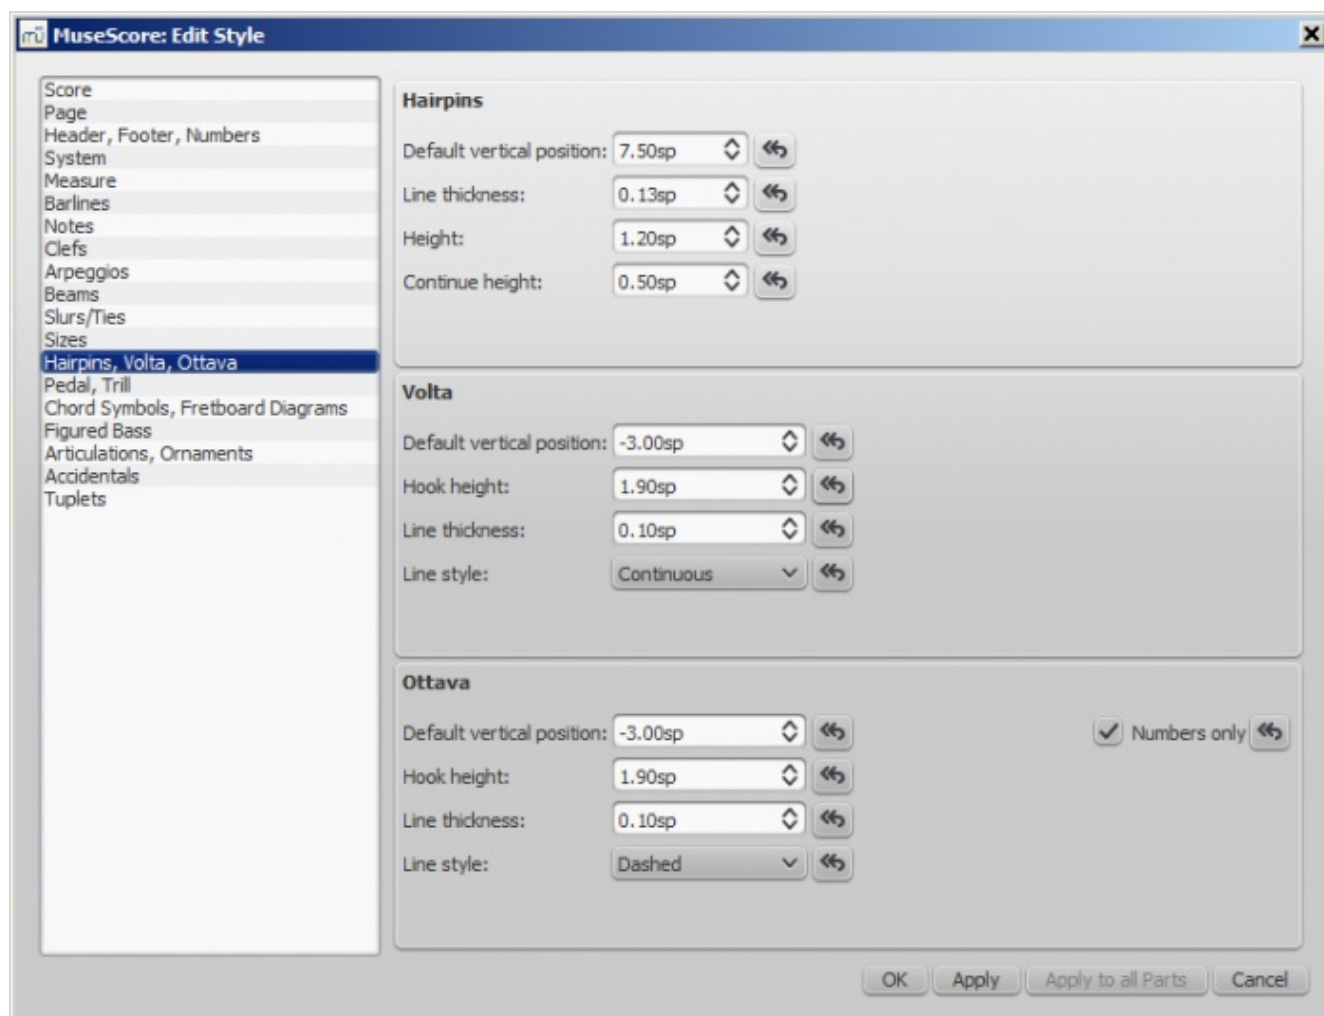 mü MuseScore: Edit Style
Score
Page
Header, Footer, Numbers
System
Measure
Barlines
Notes
Clefs
Arpeggios
Beams
Slurs/Ties
Sizes
Hairpins, Volta, Ottava
Pedal, Trill
Chord Symbols, Fretboard Diagrams
Figured Bass
Articulations, Ornaments
Accidentals
Tuplets
Hairpins
Default vertical position: 7.50sp
Line thickness: 0.13sp
Height: 1.20sp
Continue height: 0.50sp
Volta
Default vertical position: -3.00sp
Hook height: 1.90sp
Line thickness: 0.10sp
Line style: Continuous
Ottava
Default vertical position: -3.00sp Numbers only
Hook height: 1.90sp
Line thickness: 0.10sp
Line style: Dashed
OK Apply Apply to all Parts Cancel